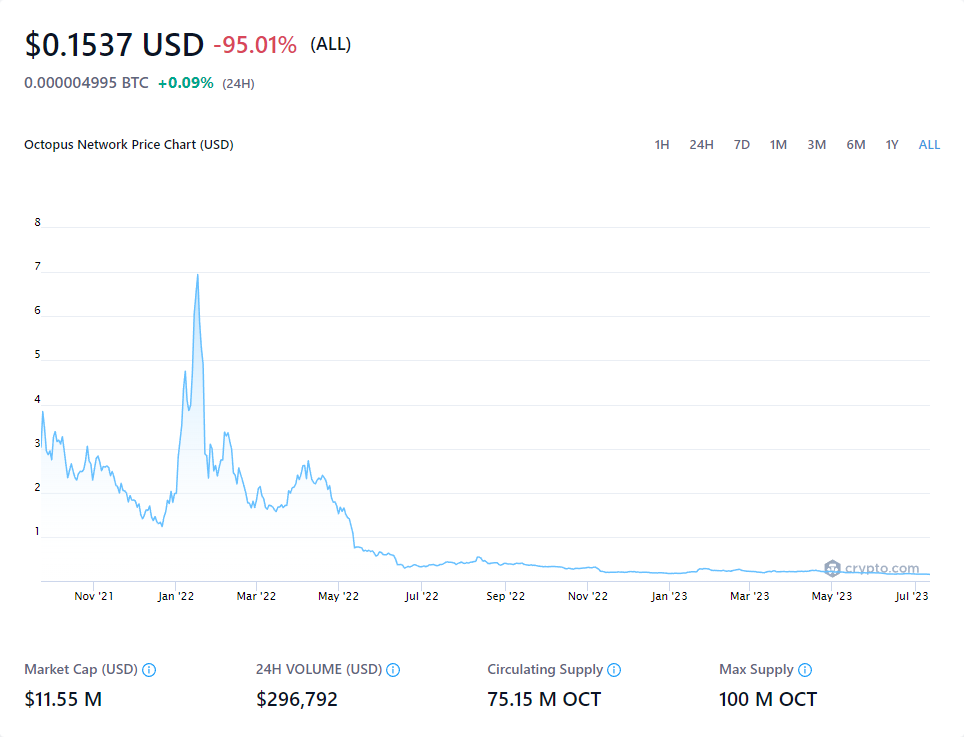 $0.1537 USD -95.01% (ALL)
0.000004995 BTC +0.09% (24H)
Octopus Network Price Chart (USD) 1H 24H 7D 1M 3M 6M 1Y ALL
8
7
6
5
4
3
2
1
crypto.com
Nov '21 Jan '22 Mar '22 May '22 Jul '22 Sep '22 Nov '22 Jan '23 Mar '23 May '23 Jul '23
Market Cap (USD) 24H VOLUME (USD) Circulating Supply Max Supply
$11.55 M $296,792 75.15 M OCT 100 M OCT